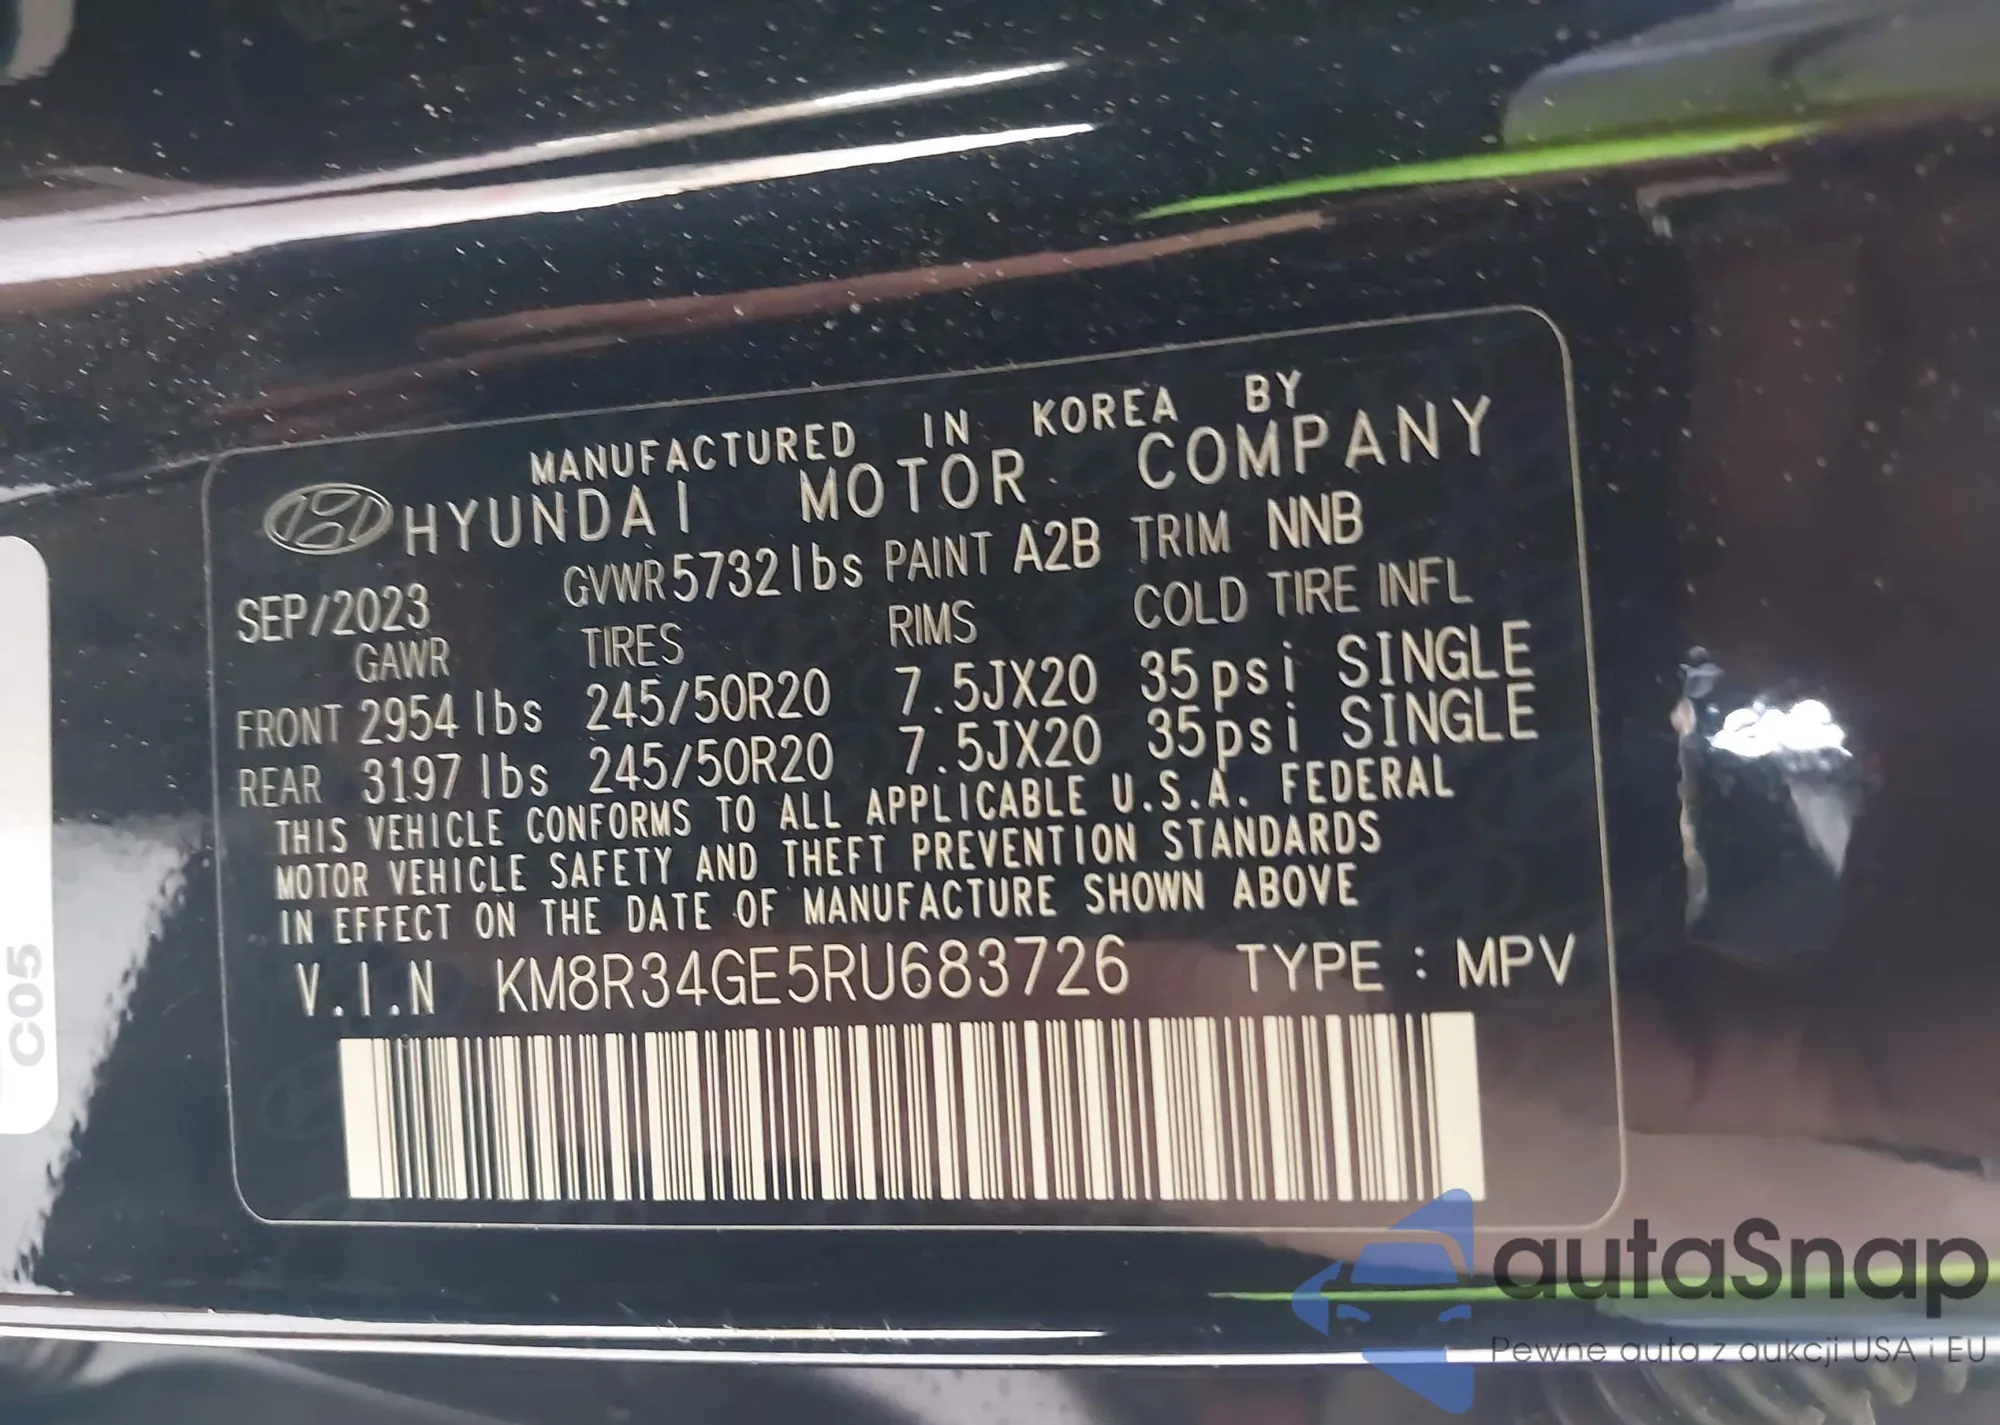 MANUFACTURED IN KOREA BY
HYUNDAI MOTOR COMPANY
SEP/2023 GVWR 5732 lbs PAINT A2B TRIM NNB
GAWR TIRES RIMS COLD TIRE INFL
FRONT 2954 lbs 245/50R20 7.5JX20 35psi SINGLE
REAR 3197 lbs 245/50R20 7.5JX20 35psi SINGLE
THIS VEHICLE CONFORMS TO ALL APPLICABLE U.S.A. FEDERAL
MOTOR VEHICLE SAFETY AND THEFT PREVENTION STANDARDS
IN EFFECT ON THE DATE OF MANUFACTURE SHOWN ABOVE
V.I.N KM8R34GE5RU683726 TYPE : MPV
C05
autaSnap
Pewne auta z aukcji USA i EU